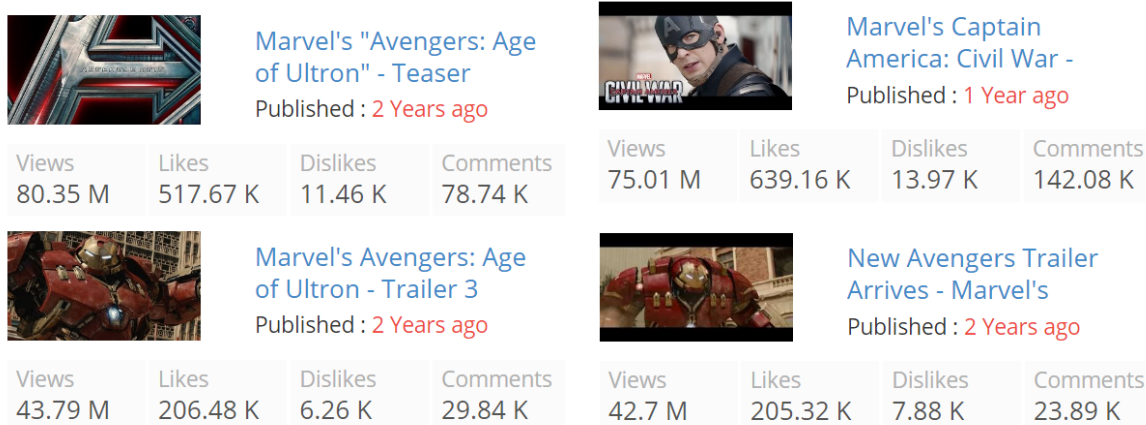 Marvel's "Avengers: Age
of Ultron" - Teaser
Published : 2 Years ago
Views Likes Dislikes Comments
80.35 M 517.67 K 11.46 K 78.74 K
MARVEL
CIVIL WAR
Marvel's Captain
America: Civil War -
Published : 1 Year ago
Views Likes Dislikes Comments
75.01 M 639.16 K 13.97 K 142.08 K
Marvel's Avengers: Age
of Ultron - Trailer 3
Published : 2 Years ago
Views Likes Dislikes Comments
43.79 M 206.48 K 6.26 K 29.84 K
New Avengers Trailer
Arrives - Marvel's
Published : 2 Years ago
Views Likes Dislikes Comments
42.7 M 205.32 K 7.88 K 23.89 K